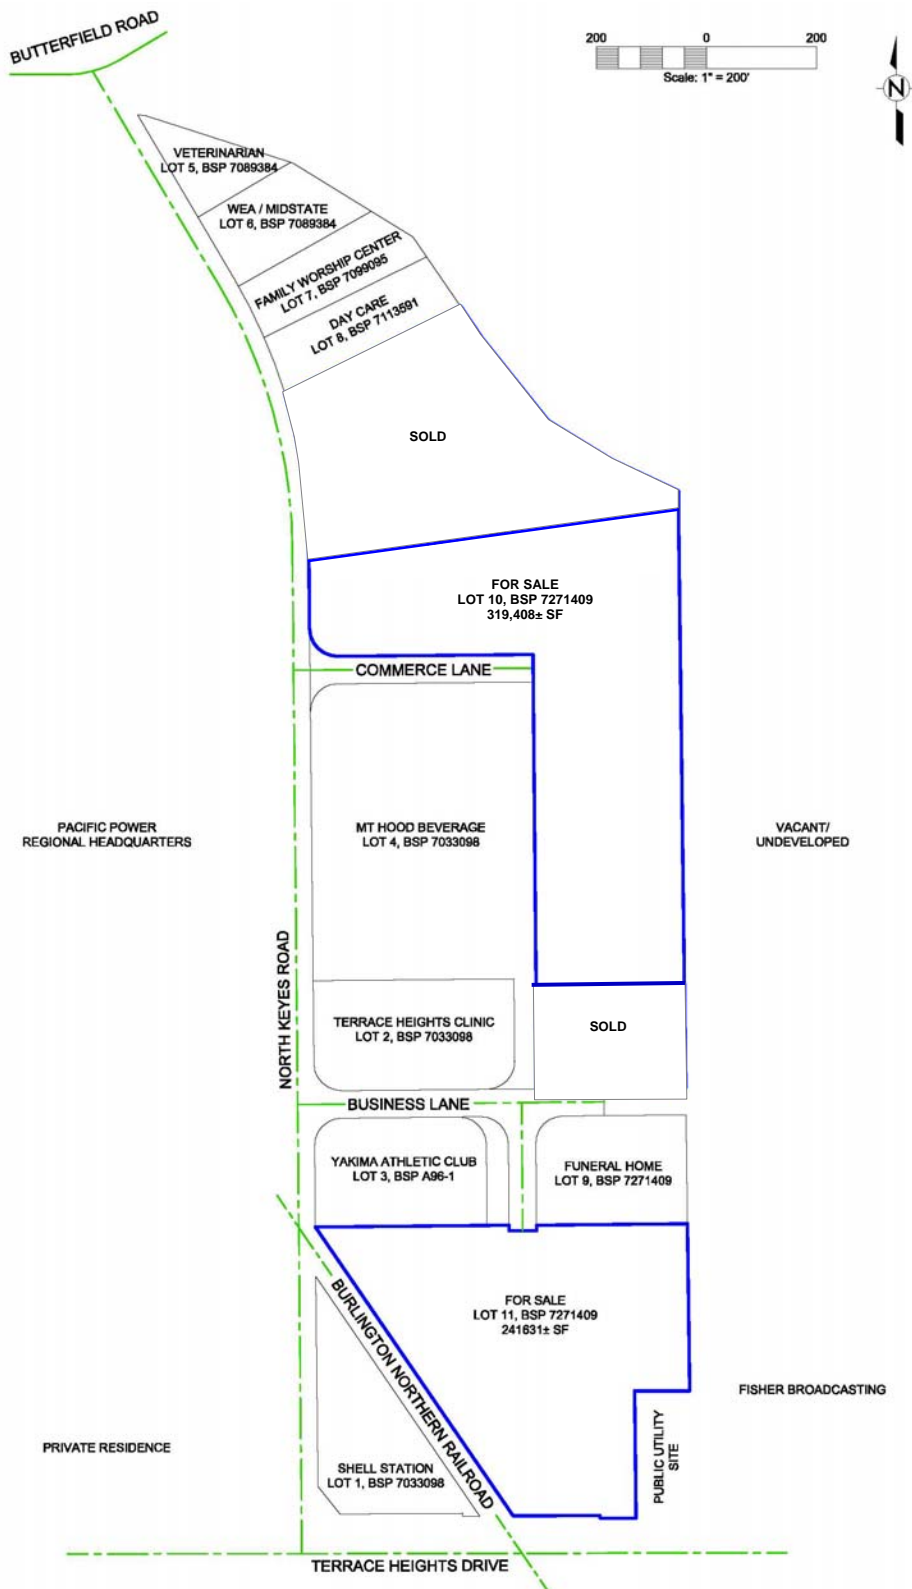 BUTTERFIELD ROAD
200 0 200
Scale: 1" = 200'
N
VETERINARIAN
LOT 5, BSP 7089384
WEA / MIDSTATE
LOT 6, BSP 7089384
FAMILY WORSHIP CENTER
LOT 7, BSP 7099095
DAY CARE
LOT 8, BSP 7113591
SOLD
FOR SALE
LOT 10, BSP 7271409
319,408± SF
COMMERCE LANE
PACIFIC POWER
REGIONAL HEADQUARTERS
MT HOOD BEVERAGE
LOT 4, BSP 7033098
VACANT/
UNDEVELOPED
NORTH KEYES ROAD
TERRACE HEIGHTS CLINIC
LOT 2, BSP 7033098
SOLD
BUSINESS LANE
YAKIMA ATHLETIC CLUB
LOT 3, BSP A96-1
FUNERAL HOME
LOT 9, BSP 7271409
BURLINGTON NORTHERN RAILROAD
FOR SALE
LOT 11, BSP 7271409
241631± SF
FISHER BROADCASTING
PRIVATE RESIDENCE
SHELL STATION
LOT 1, BSP 7033098
PUBLIC UTILITY
SITE
TERRACE HEIGHTS DRIVE